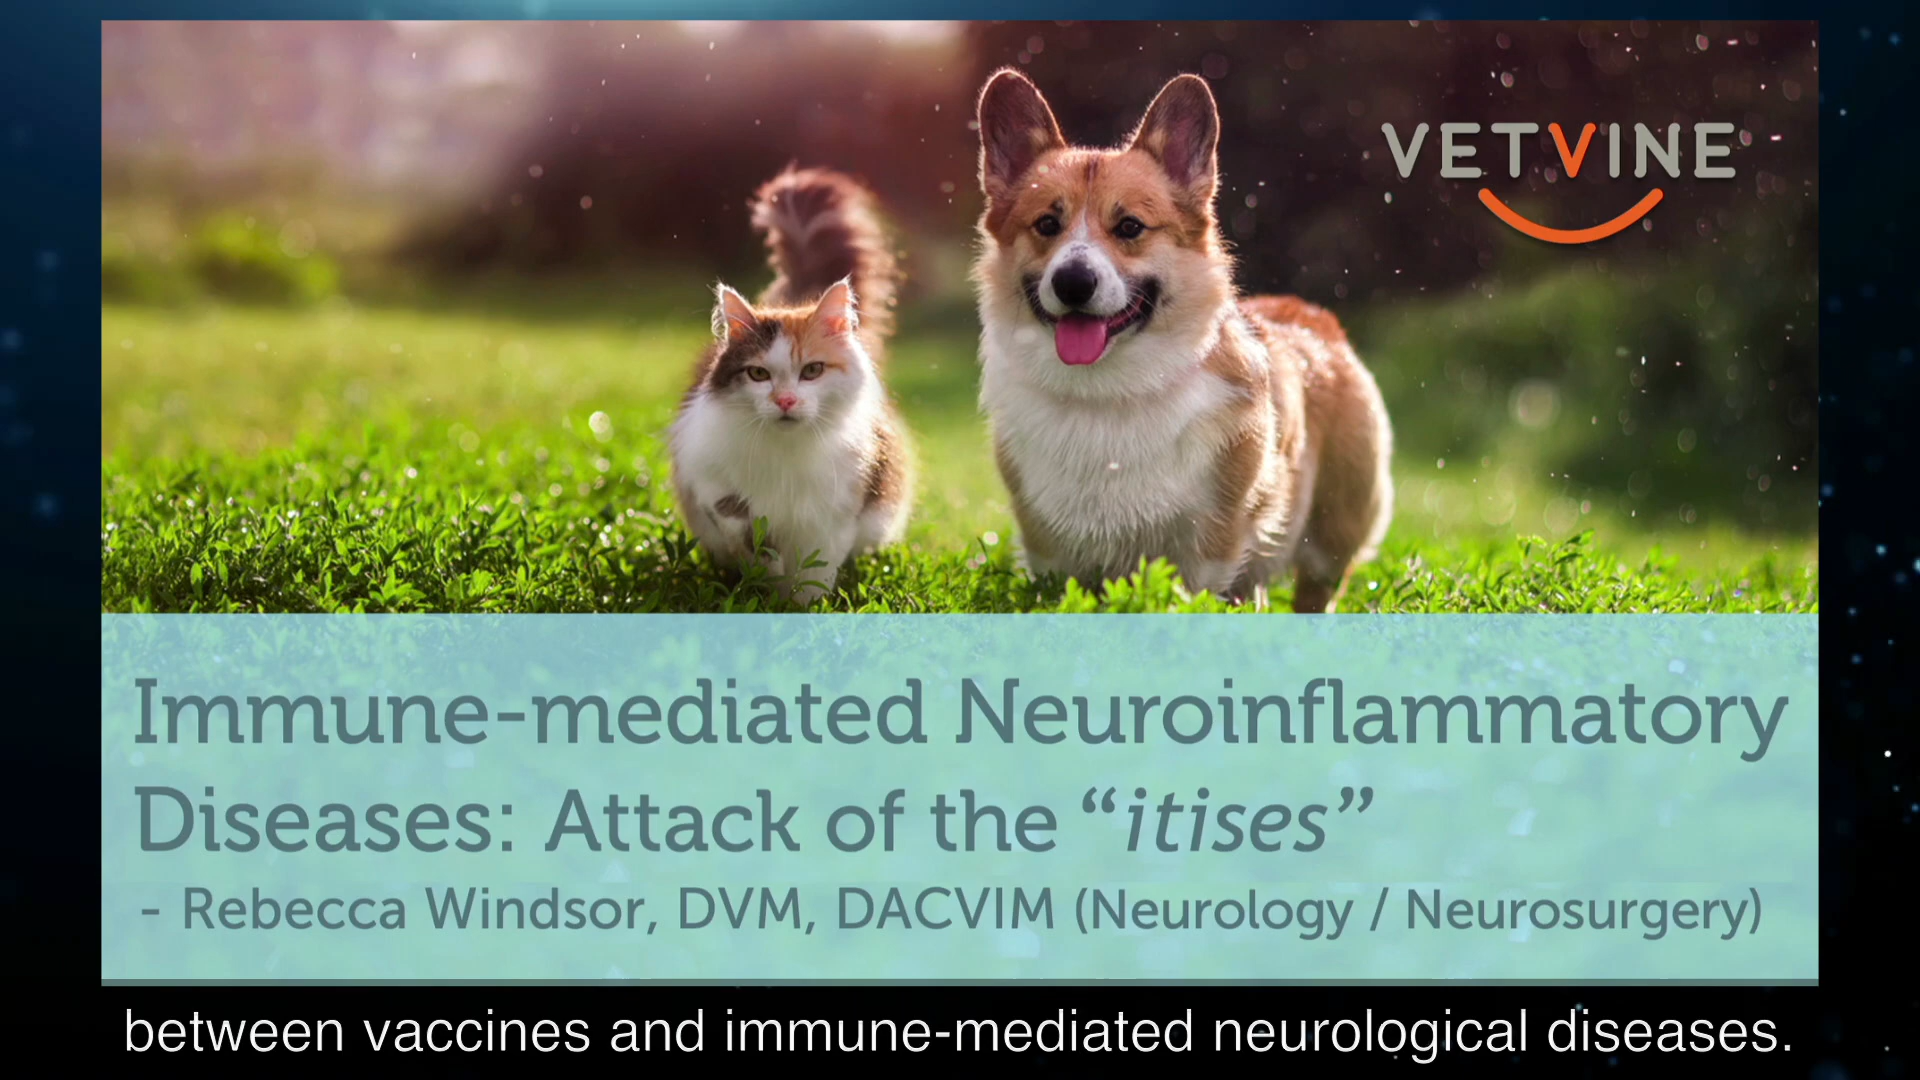 VETVINE
Immune-mediated Neuroinflammatory
Diseases: Attack of the “itises”
- Rebecca Windsor, DVM, DACVIM (Neurology / Neurosurgery)
between vaccines and immune-mediated neurological diseases.